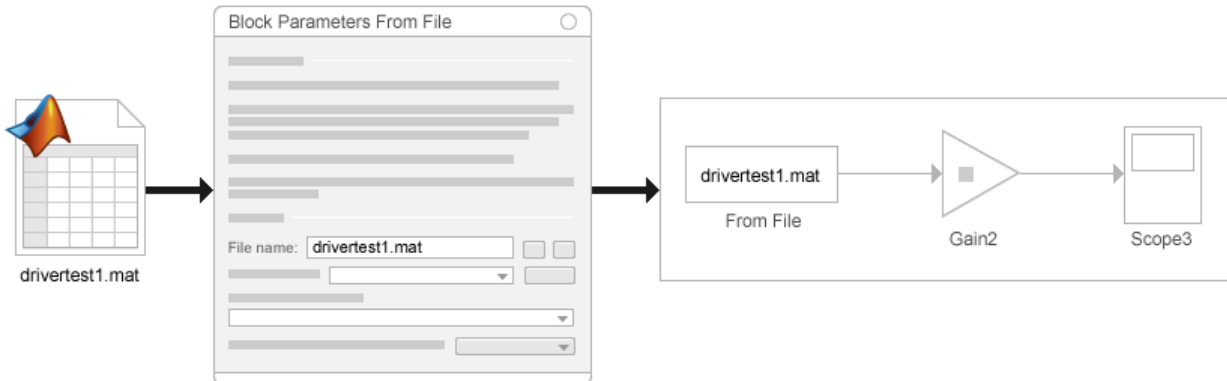 Block Parameters From File
drivertest1.mat
File name: drivertest1.mat
drivertest1.mat
From File
Gain2
Scope3